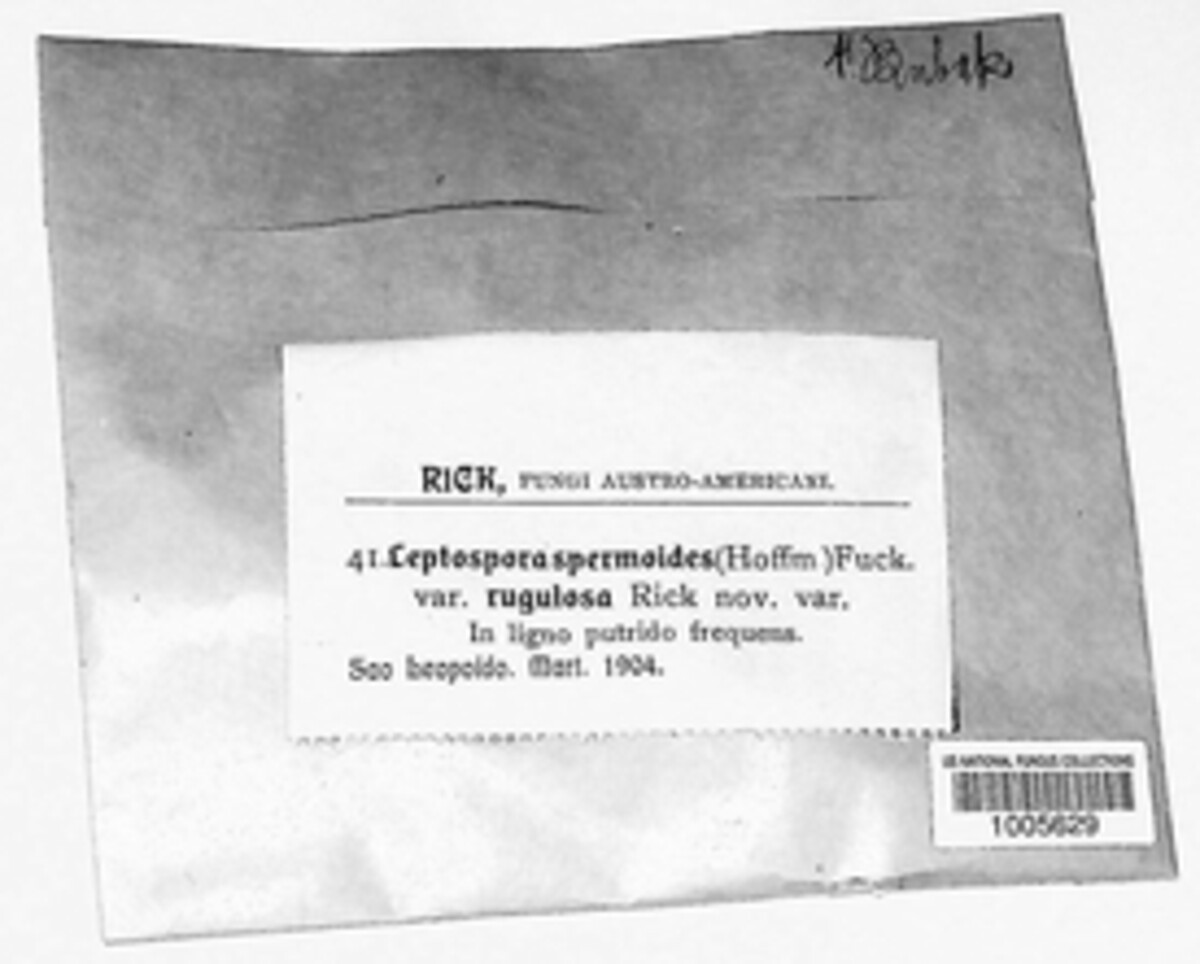 RICK, FUNGI AUSTRO-AMERICANI.
41. Leptospora spermoides (Hoffm) Fuck.
var. rugulosa Rick nov. var.
In ligno putrido frequens.
Sao Leopoldo. Mart. 1904.
US NATIONAL FUNGUS COLLECTIONS
1005629